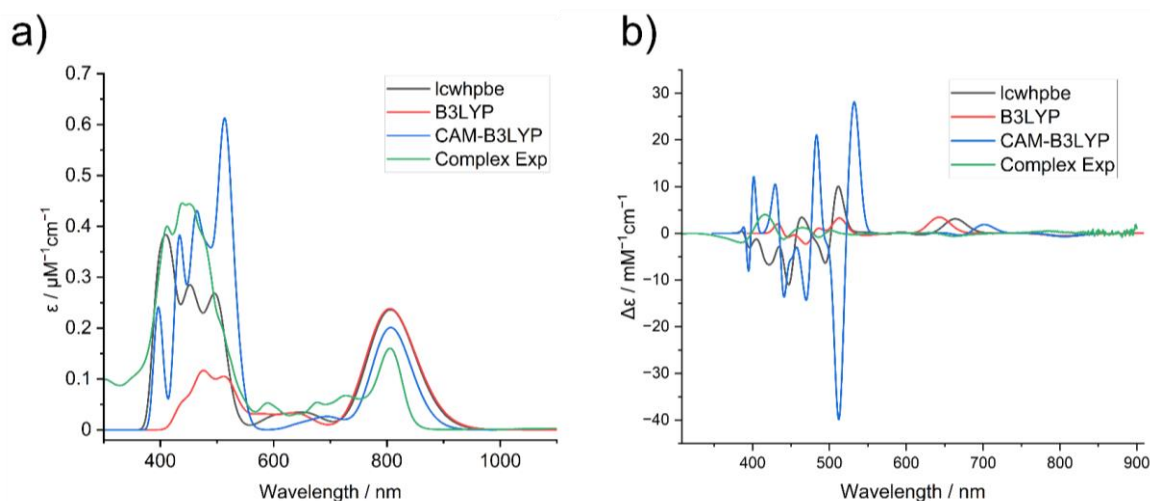 a)
0.7
0.6
0.5
0.4
0.3
0.2
0.1
0
ε / μM⁻¹cm⁻¹
lcwhpbe
B3LYP
CAM-B3LYP
Complex Exp
400 600 800 1000
Wavelength / nm
b)
30
20
10
0
-10
-20
-30
-40
Δε / mM⁻¹cm⁻¹
lcwhpbe
B3LYP
CAM-B3LYP
Complex Exp
400 500 600 700 800 900
Wavelength / nm